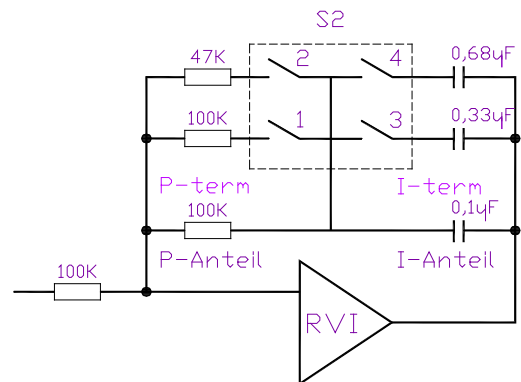 S2
47K
2
4
0,68µF
100K
1
3
0,33µF
P-term
I-term
100K
0,1µF
P-Anteil
I-Anteil
100K
RVI